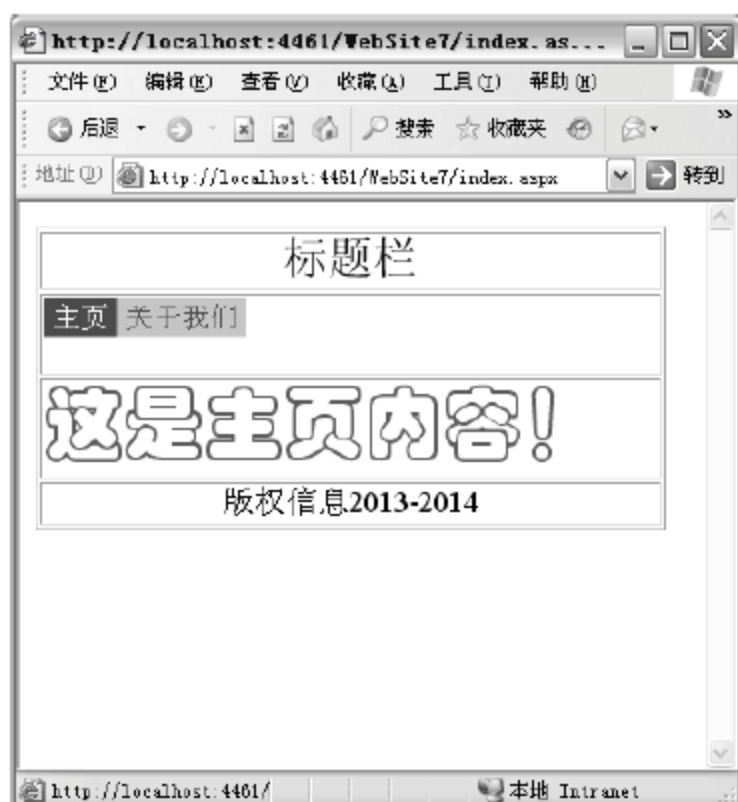 http://localhost:4461/WebSite7/index.as...
文件(F) 编辑(E) 查看(V) 收藏(A) 工具(T) 帮助(H)
后退 搜索 收藏夹 »
地址(D) http://localhost:4461/WebSite7/index.aspx 转到
标题栏
主页 关于我们
这是主页内容!
版权信息2013-2014
http://localhost:4461/ 本地 Intranet